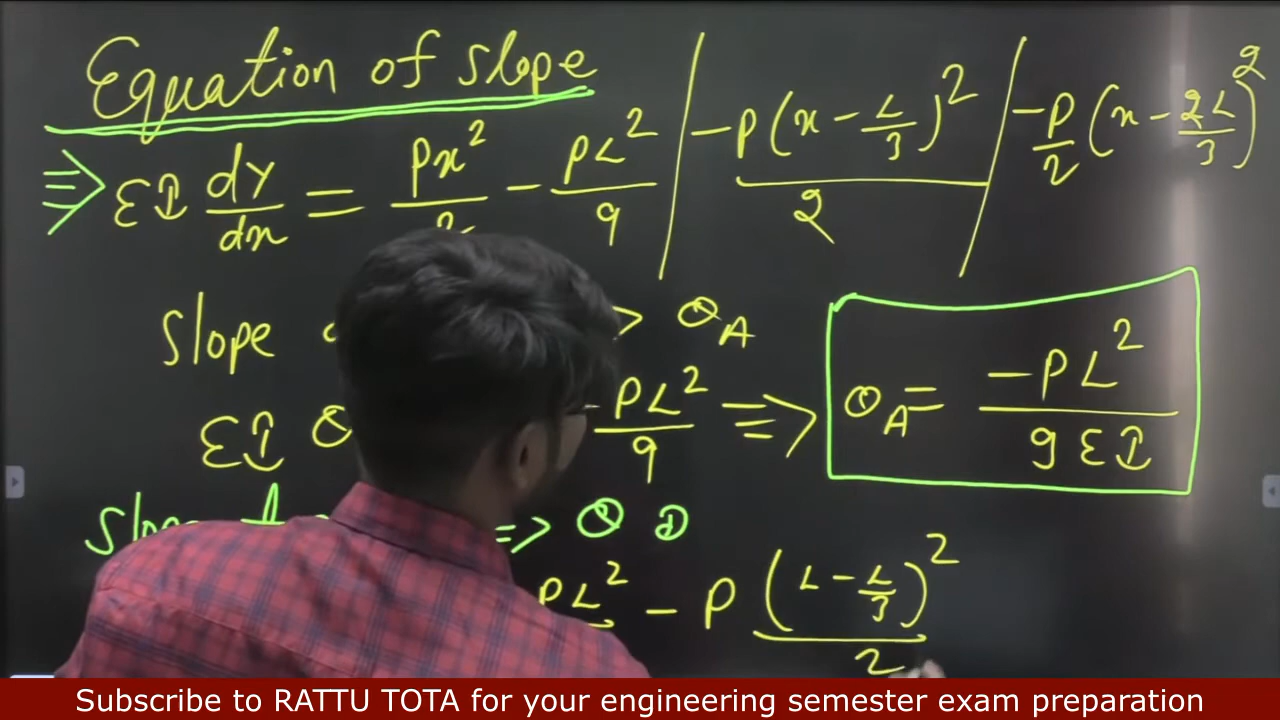 Equation of slope
EI dy/dx = Px²/2 - PL²/9 | -P(x - L/3)²/2 | -P/2 (x - 2L/3)²
Slope => θA
EI θ - PL²/9 => θA = -PL²/9EI
Slope => θD
PL² - P(L - L/3)²/2
Subscribe to RATTU TOTA for your engineering semester exam preparation